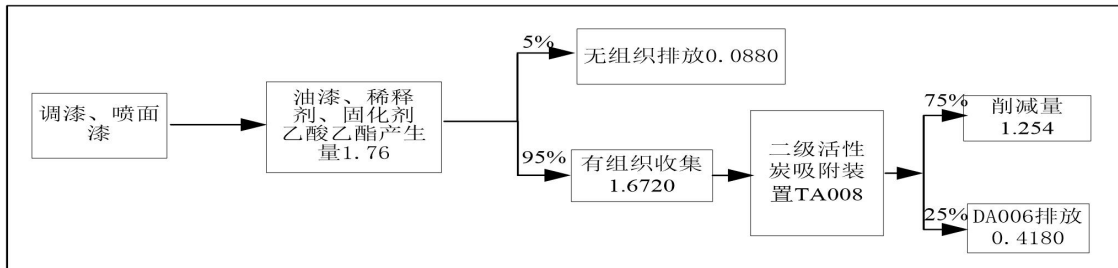 调漆、喷面
漆
油漆、稀释
剂、固化剂
乙酸乙酯产生
量1.76
5%
无组织排放0.0880
95%
有组织收集
1.6720
二级活性
炭吸附装
置TA008
75%
削减量
1.254
25%
DA006排放
0.4180